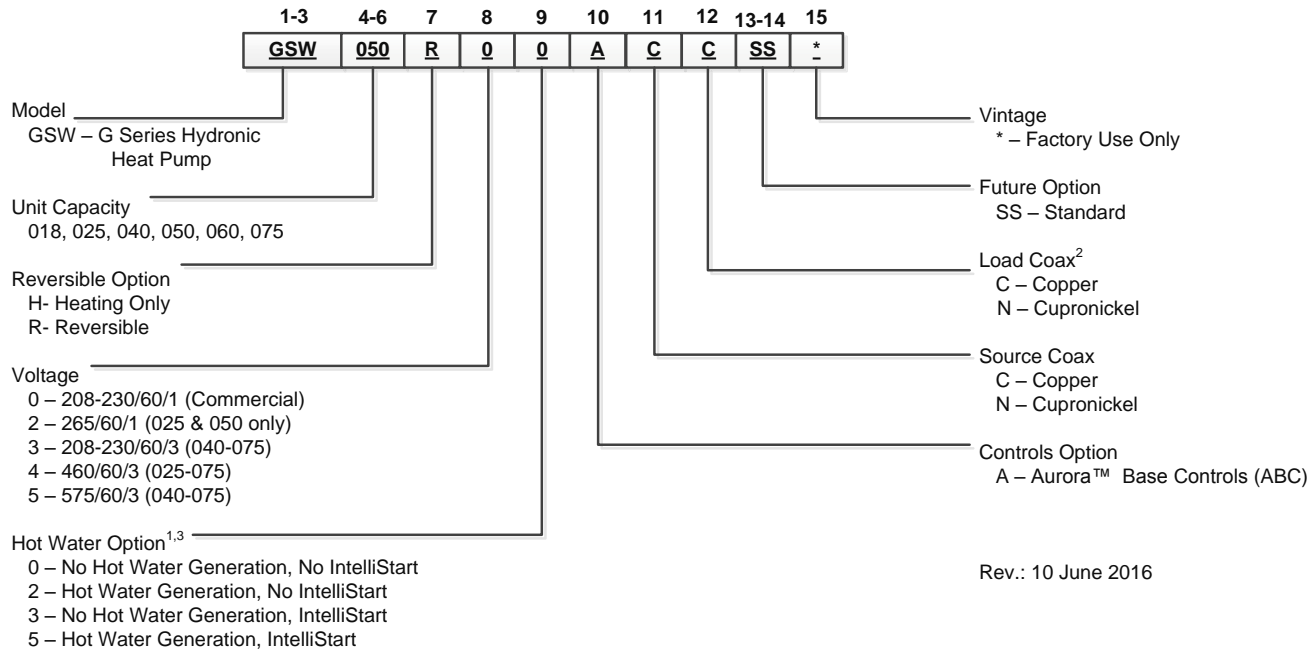 1-3 4-6 7 8 9 10 11 12 13-14 15
GSW 050 R 0 0 A C C SS *
Model
GSW – G Series Hydronic
Heat Pump
Unit Capacity
018, 025, 040, 050, 060, 075
Reversible Option
H- Heating Only
R- Reversible
Voltage
0 – 208-230/60/1 (Commercial)
2 – 265/60/1 (025 & 050 only)
3 – 208-230/60/3 (040-075)
4 – 460/60/3 (025-075)
5 – 575/60/3 (040-075)
Hot Water Option1,3
0 – No Hot Water Generation, No IntelliStart
2 – Hot Water Generation, No IntelliStart
3 – No Hot Water Generation, IntelliStart
5 – Hot Water Generation, IntelliStart
Vintage
* – Factory Use Only
Future Option
SS – Standard
Load Coax2
C – Copper
N – Cupronickel
Source Coax
C – Copper
N – Cupronickel
Controls Option
A – Aurora™ Base Controls (ABC)
Rev.: 10 June 2016